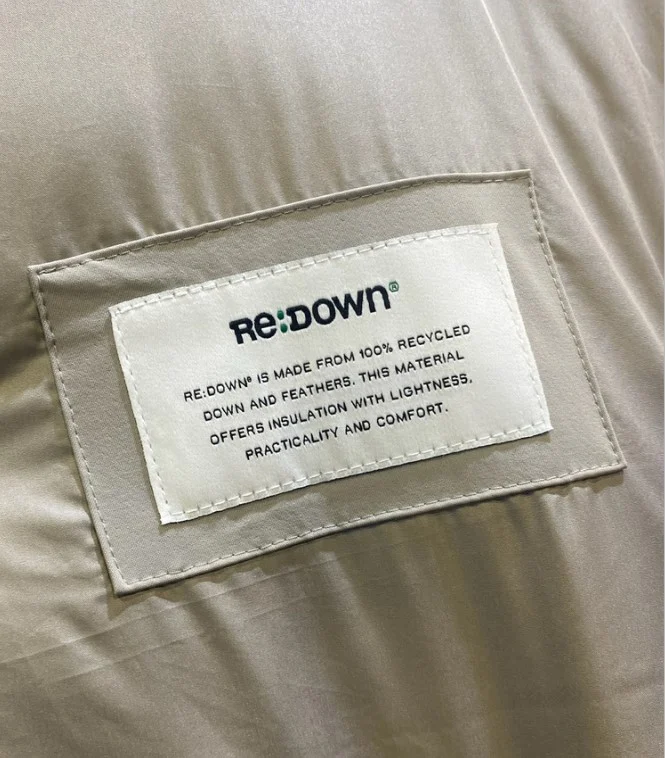 Re:DOWN®
RE:DOWN® IS MADE FROM 100% RECYCLED
DOWN AND FEATHERS. THIS MATERIAL
OFFERS INSULATION WITH LIGHTNESS,
PRACTICALITY AND COMFORT.